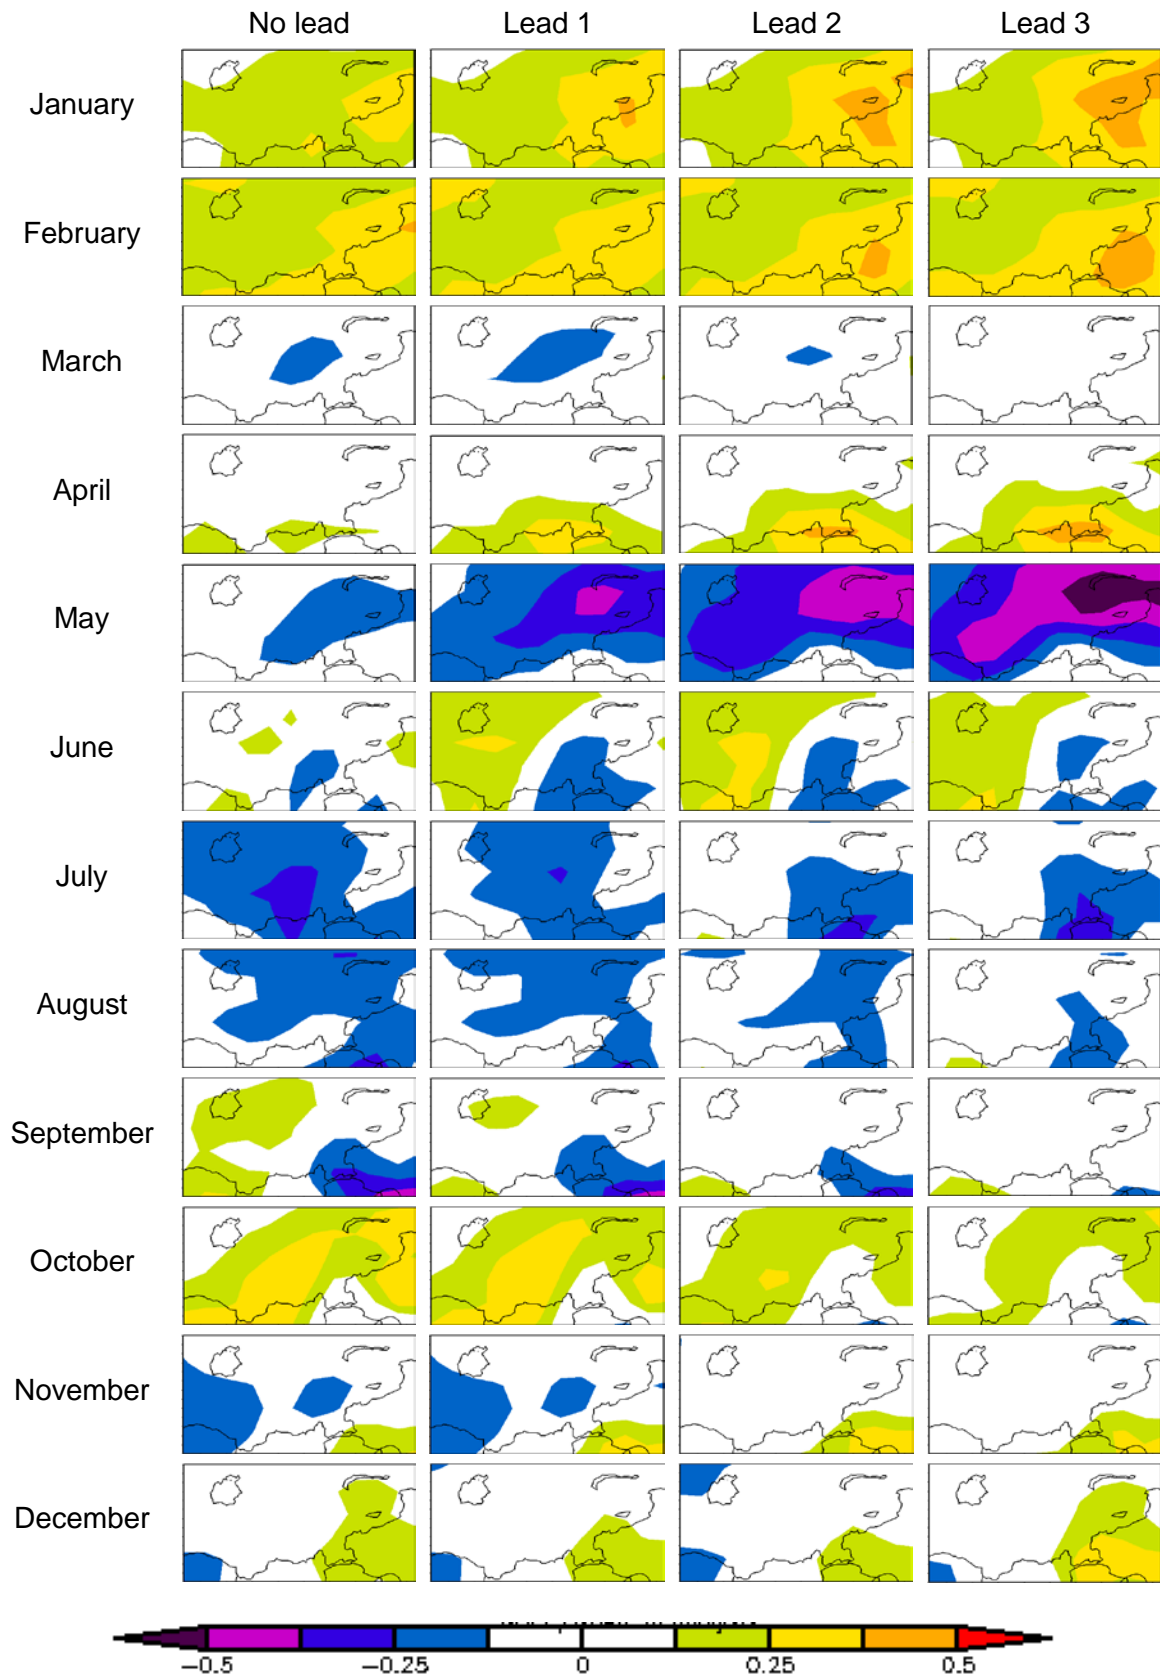 No lead Lead 1 Lead 2 Lead 3
January
February
March
April
May
June
July
August
September
October
November
December
−0.5 −0.25 0 0.25 0.5